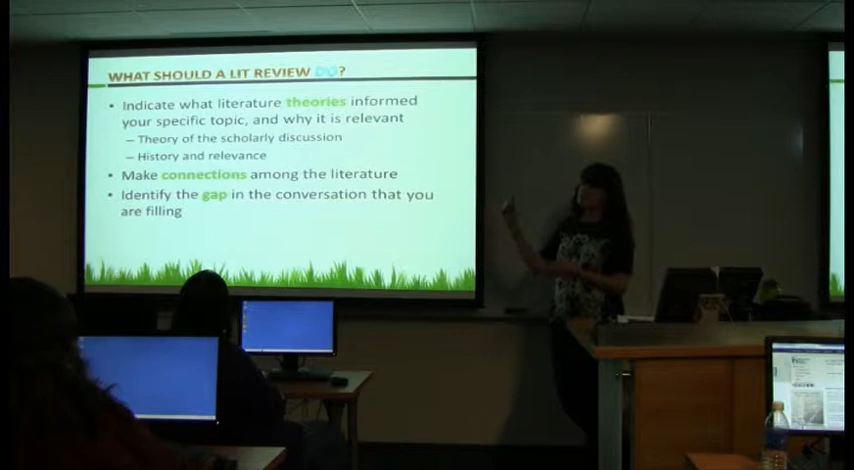 WHAT SHOULD A LIT REVIEW DO?
• Indicate what literature theories informed
your specific topic, and why it is relevant
– Theory of the scholarly discussion
– History and relevance
• Make connections among the literature
• Identify the gap in the conversation that you
are filling